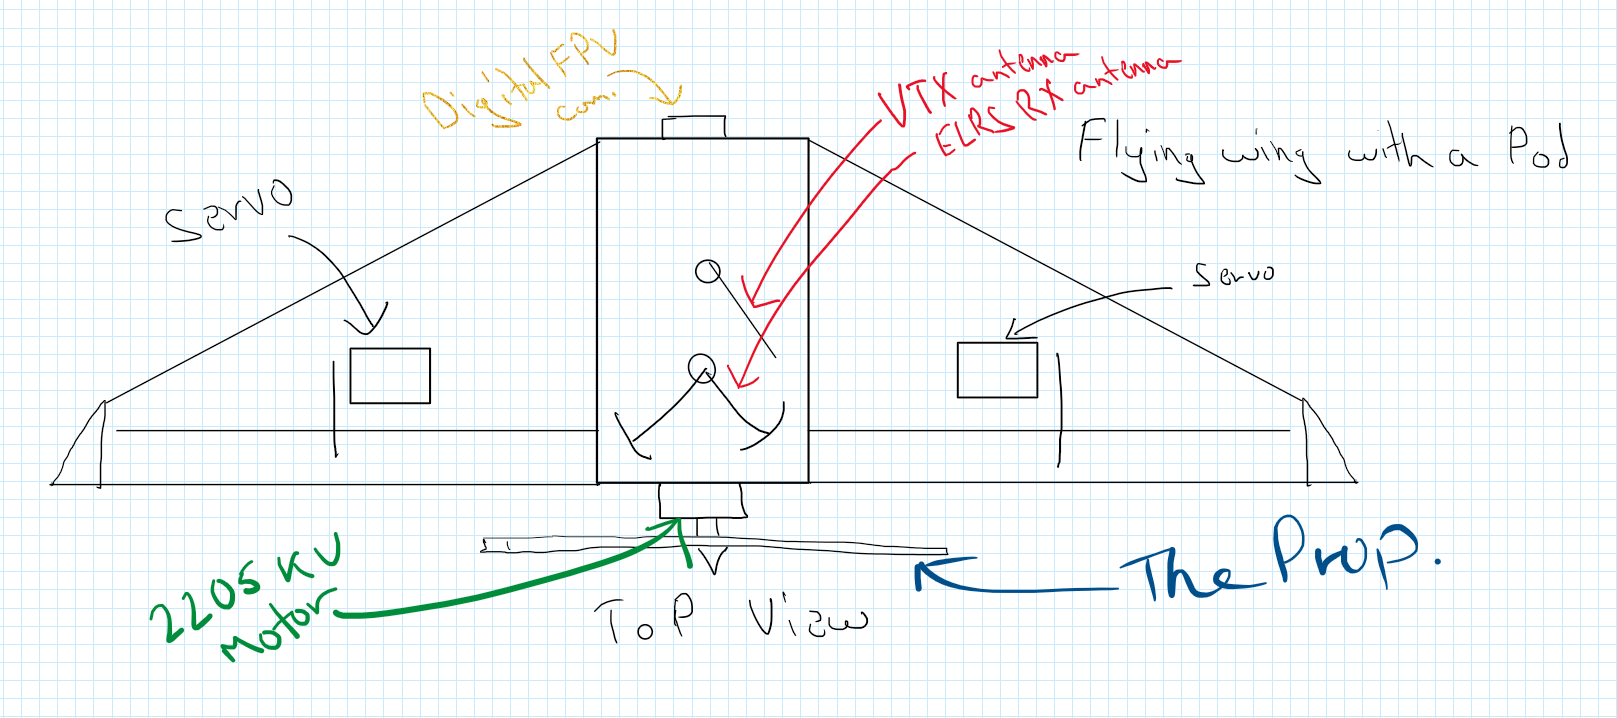 Digital FPV
cam.
VTX antenna
ELRS RX antenna
Flying wing with a Pod
Servo
Servo
2205 KV
Motor
The Prop.
ToP View